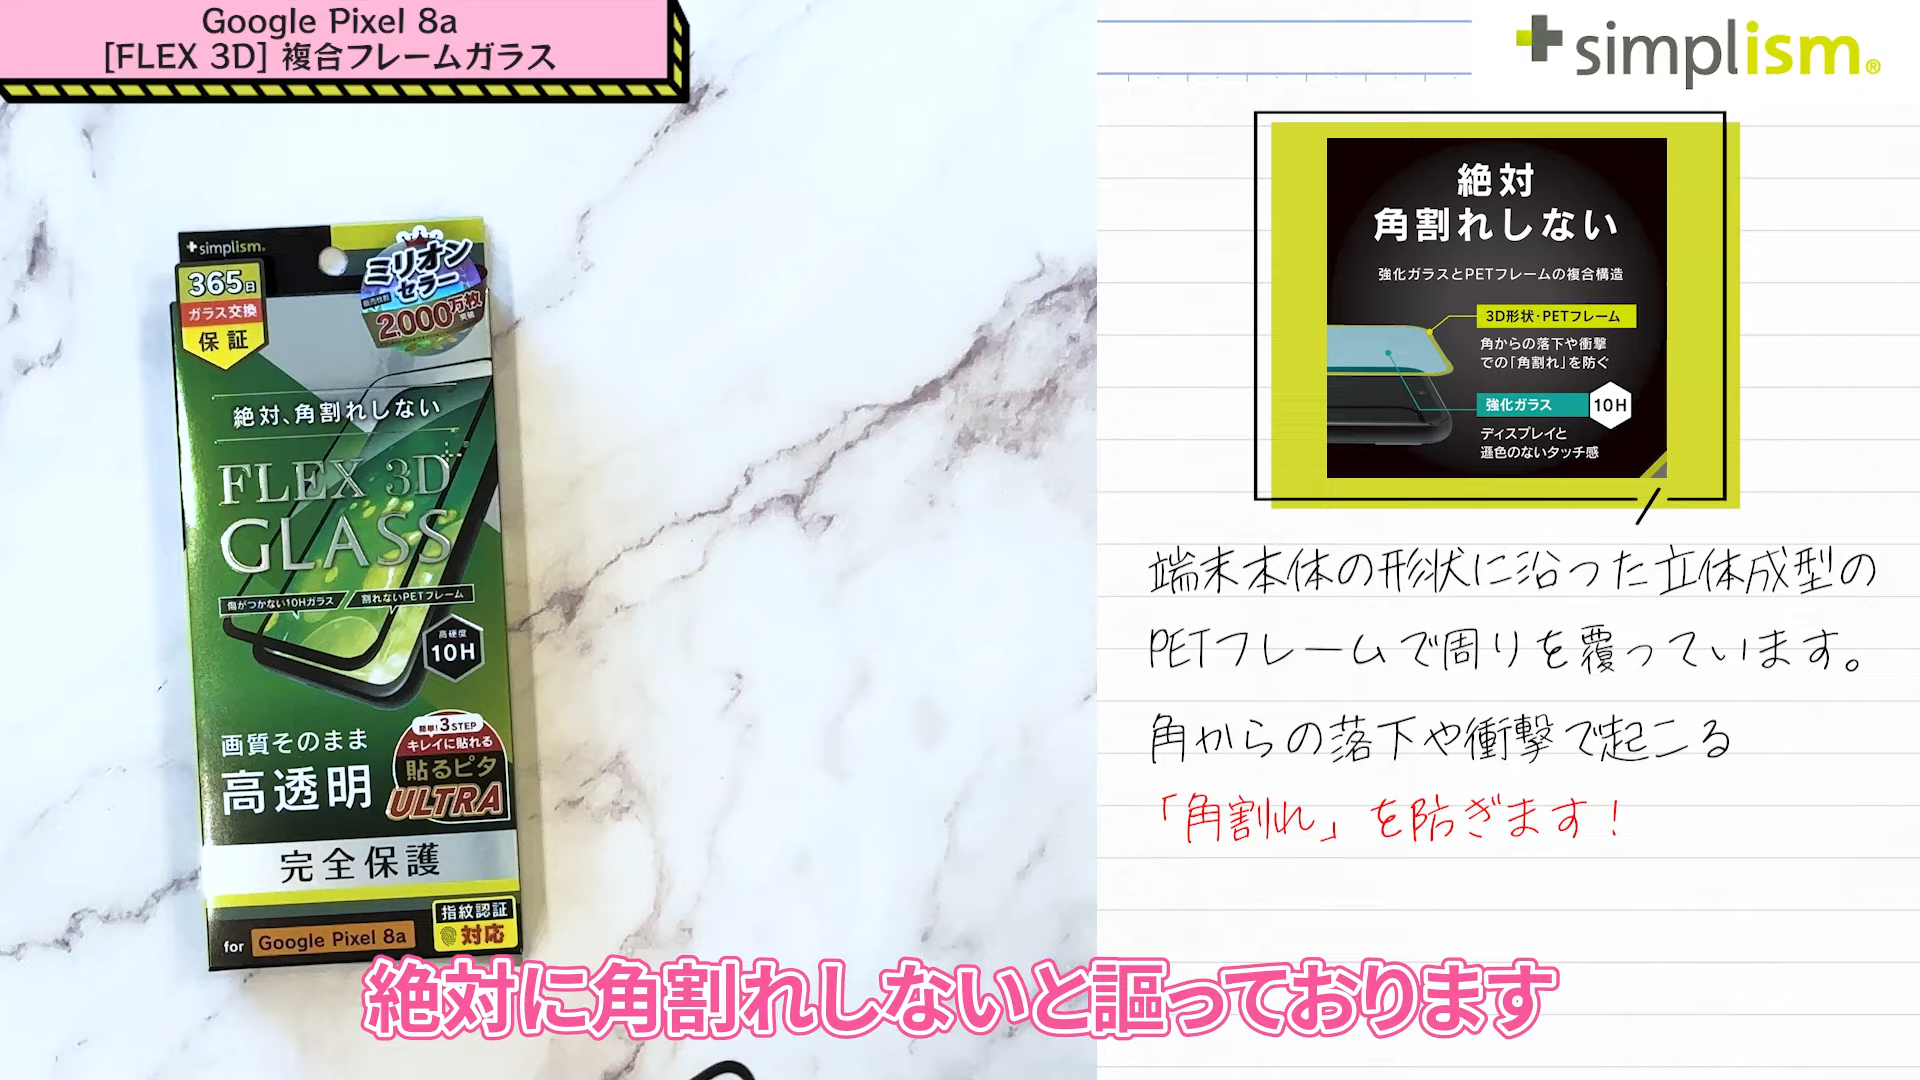 Google Pixel 8a
[FLEX 3D] 複合フレームガラス
simplism
365日
ガラス交換
保証
ミリオン
セラー
2,000万枚
突破
絶対、角割れしない
FLEX 3D
GLASS
傷がつかない10Hガラス
割れないPETフレーム
高硬度
10H
画質そのまま
高透明
簡単!3STEP
キレイに貼れる
貼るピタ
ULTRA
完全保護
for Google Pixel 8a
指紋認証
対応
simplism®
絶対
角割れしない
強化ガラスとPETフレームの複合構造
3D形状・PETフレーム
角からの落下や衝撃
での「角割れ」を防ぐ
強化ガラス
10H
ディスプレイと
遜色のないタッチ感
端末本体の形状に沿った立体成型の
PETフレームで周りを覆っています。
角からの落下や衝撃で起こる
「角割れ」を防ぎます!
絶対に角割れしないと謳っております